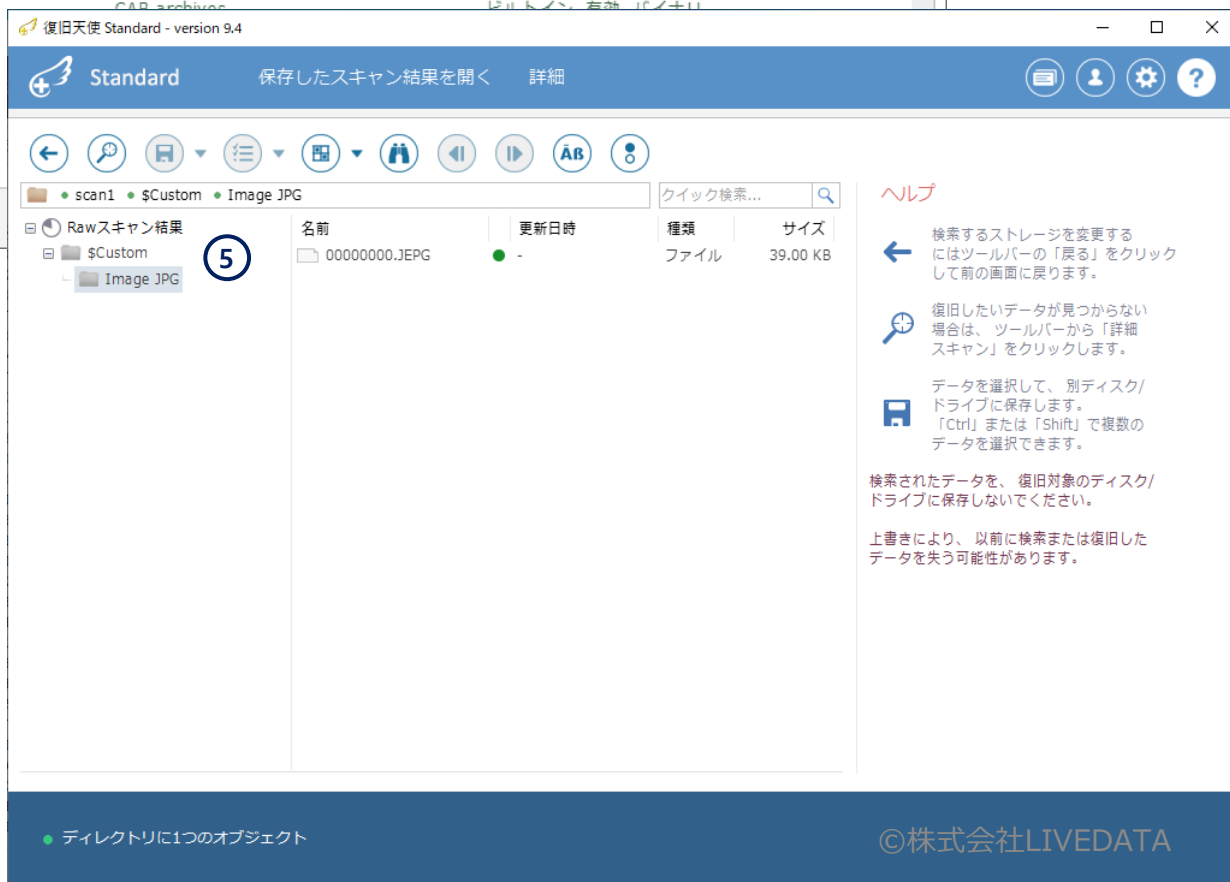 CAB archives ビルトイン 有効 バイナリ
復旧天使 Standard - version 9.4
Standard 保存したスキャン結果を開く 詳細
?
Äß
scan1 $Custom Image JPG クイック検索...
Rawスキャン結果
$Custom
Image JPG
5
名前 更新日時 種類 サイズ
00000000.JEPG - ファイル 39.00 KB
ヘルプ
検索するストレージを変更する
にはツールバーの「戻る」をクリック
して前の画面に戻ります。
復旧したいデータが見つからない
場合は、 ツールバーから「詳細
スキャン」をクリックします。
データを選択して、 別ディスク/
ドライブに保存します。
「Ctrl」または「Shift」で複数の
データを選択できます。
検索されたデータを、 復旧対象のディスク/
ドライブに保存しないでください。
上書きにより、 以前に検索または復旧した
データを失う可能性があります。
ディレクトリに1つのオブジェクト
©株式会社LIVEDATA